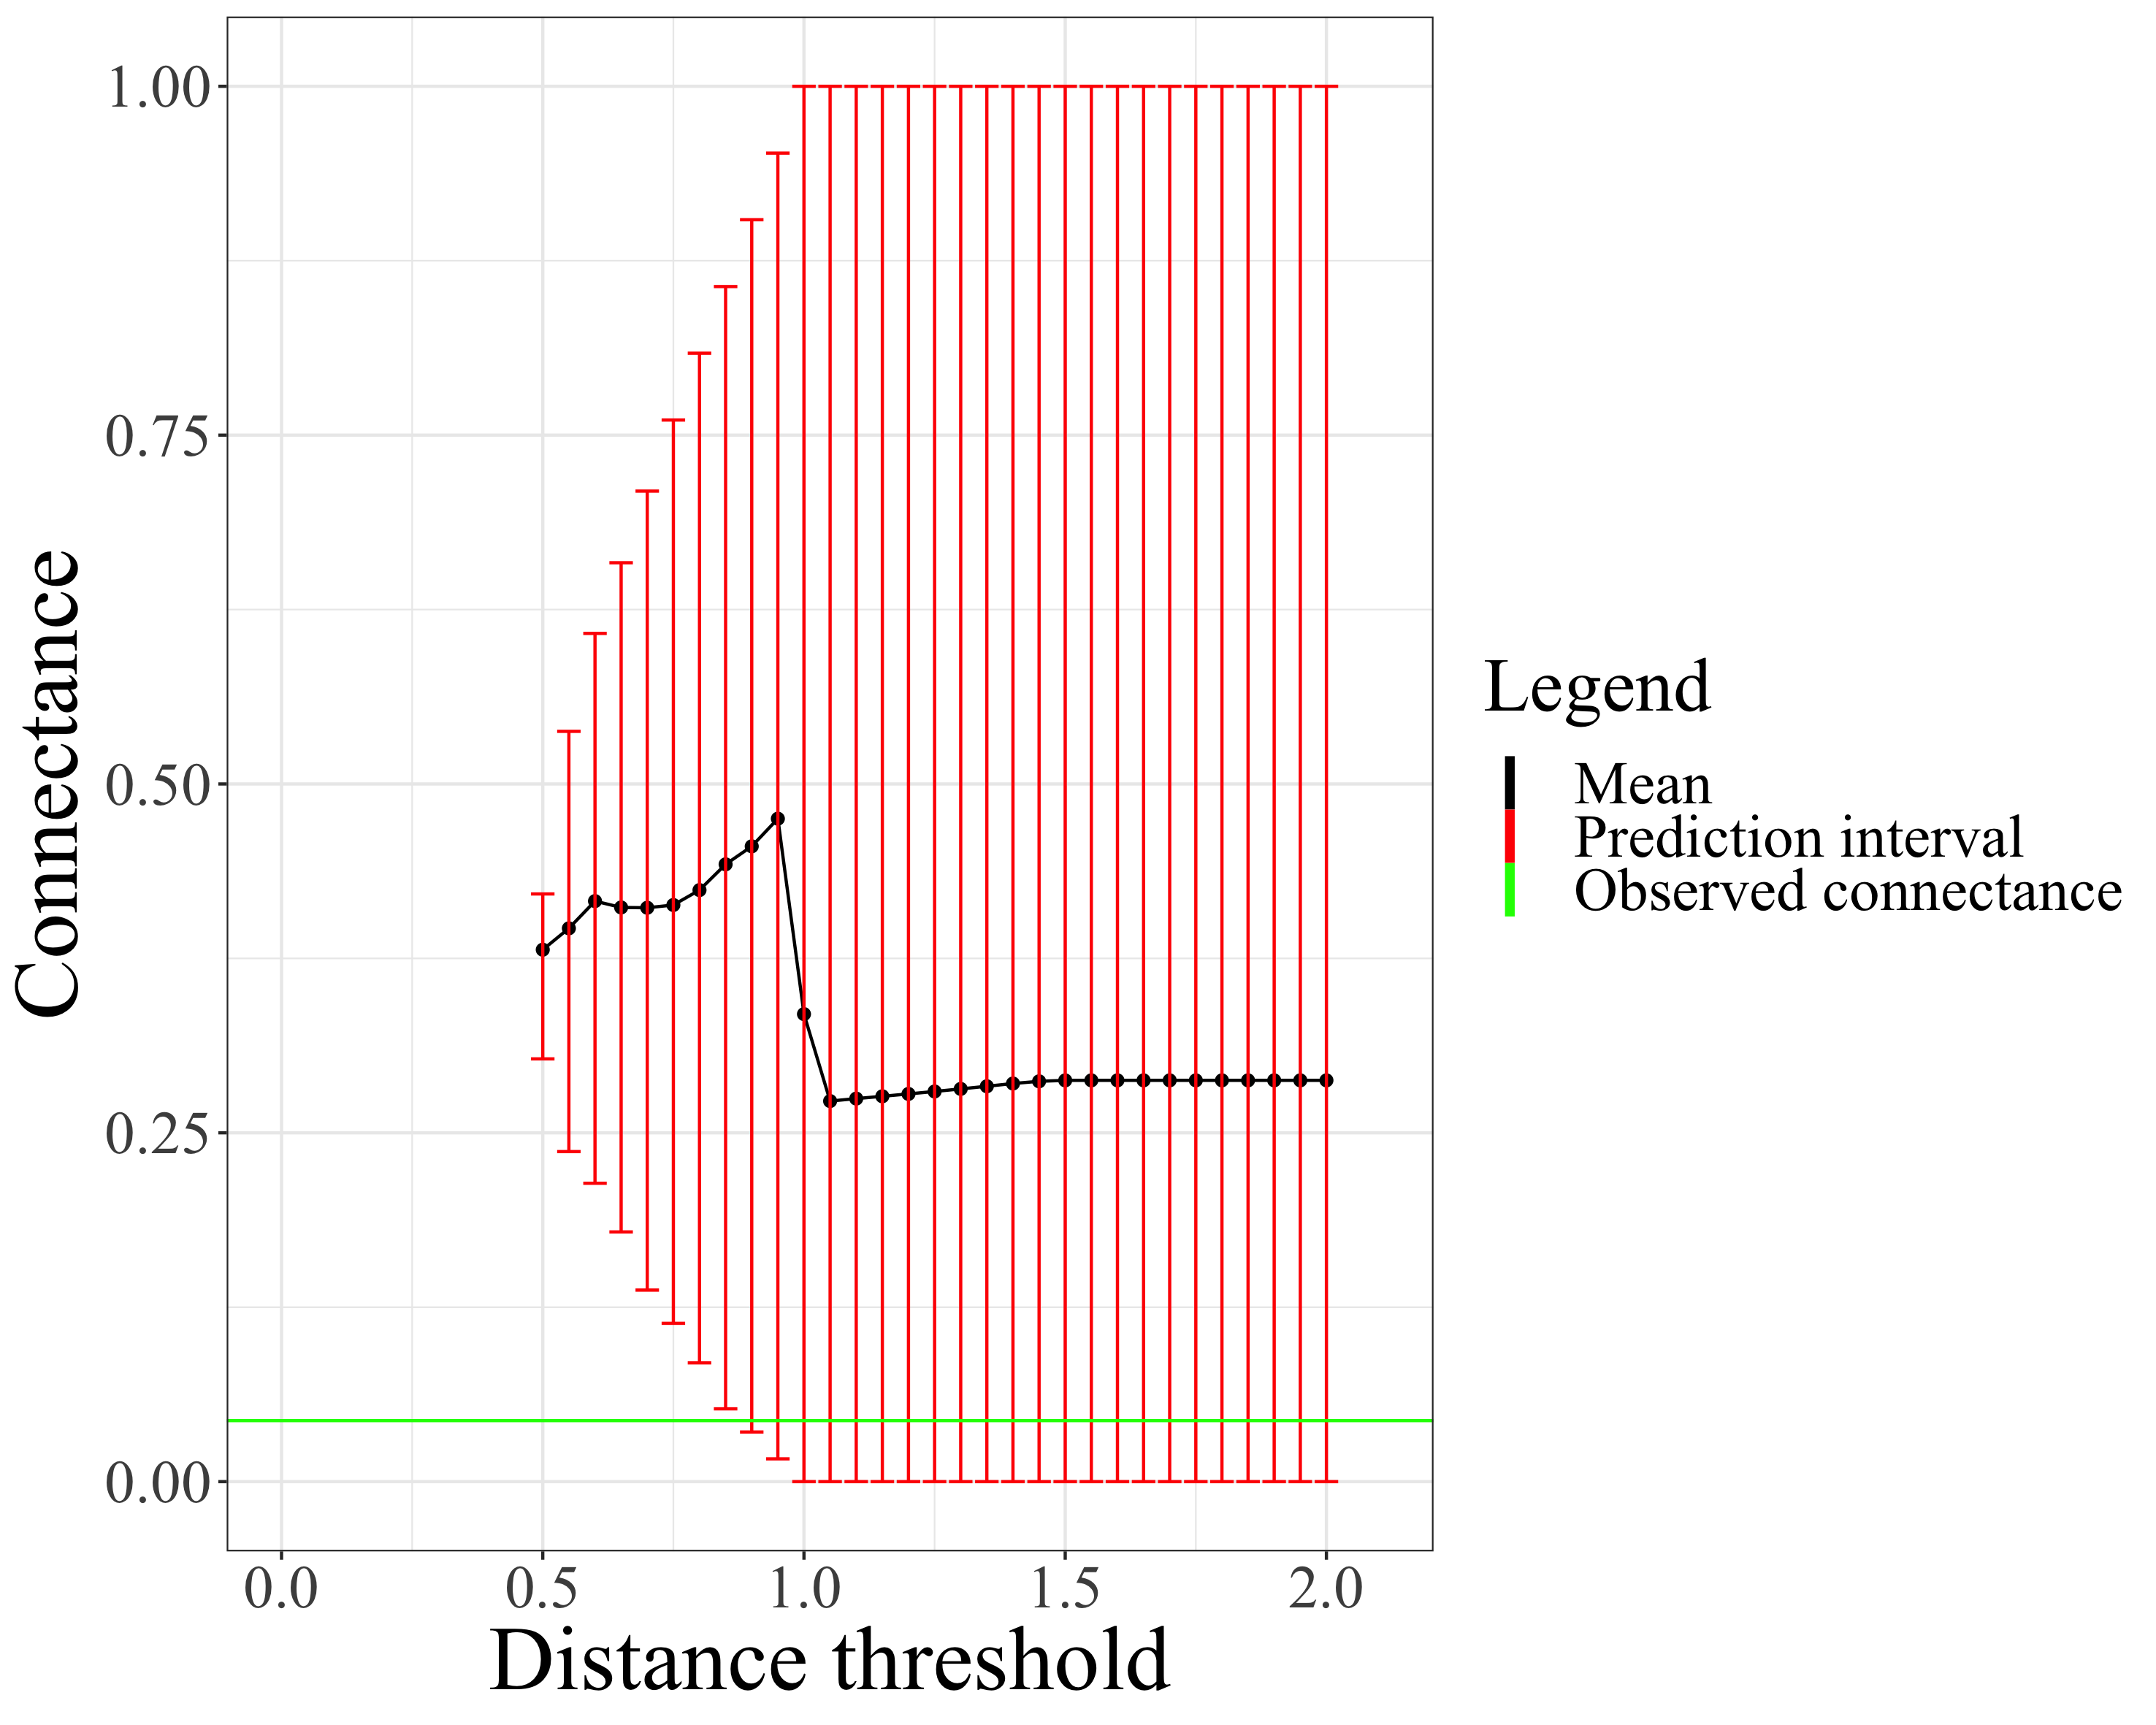 1.00
0.75
0.50
0.25
0.00
Connectance
0.0 0.5 1.0 1.5 2.0
Distance threshold
Legend
Mean
Prediction interval
Observed connectance